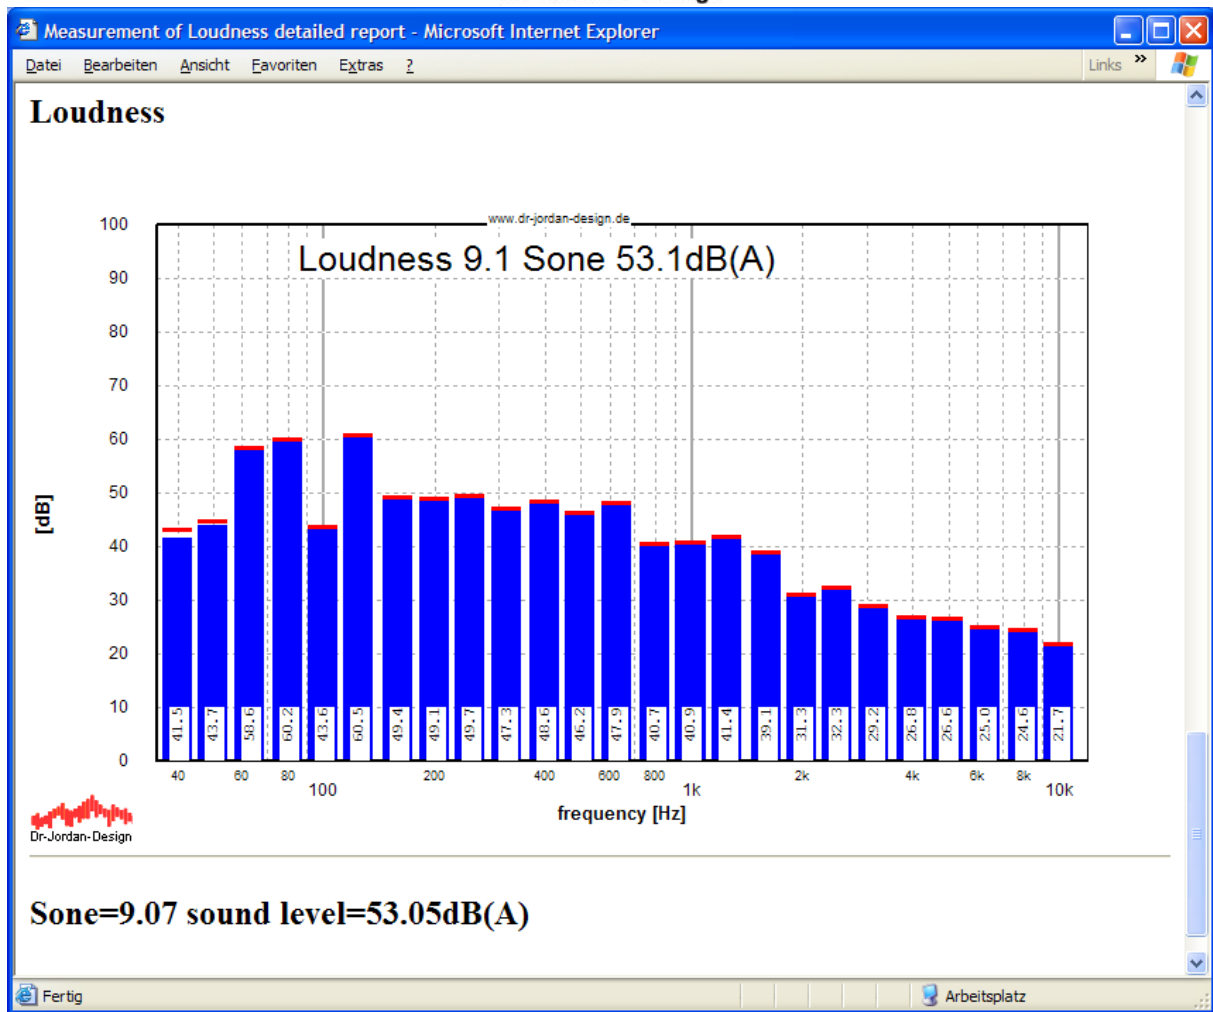 Measurement of Loudness detailed report - Microsoft Internet Explorer
Datei Bearbeiten Ansicht Favoriten Extras ? Links »
Loudness
www.dr-jordan-design.de
Loudness 9.1 Sone 53.1dB(A)
100
90
80
70
60
50
40
30
20
10
0
[dB]
41.5 43.7 58.6 60.2 43.6 60.5 49.4 49.1 49.7 47.3 48.6 46.2 47.9 40.7 40.9 41.4 39.1 31.3 32.3 29.2 26.8 26.6 25.0 24.6 21.7
40 60 80 200 400 600 800 2k 4k 6k 8k
100 1k 10k
frequency [Hz]
Dr-Jordan-Design
Sone=9.07 sound level=53.05dB(A)
Fertig Arbeitsplatz